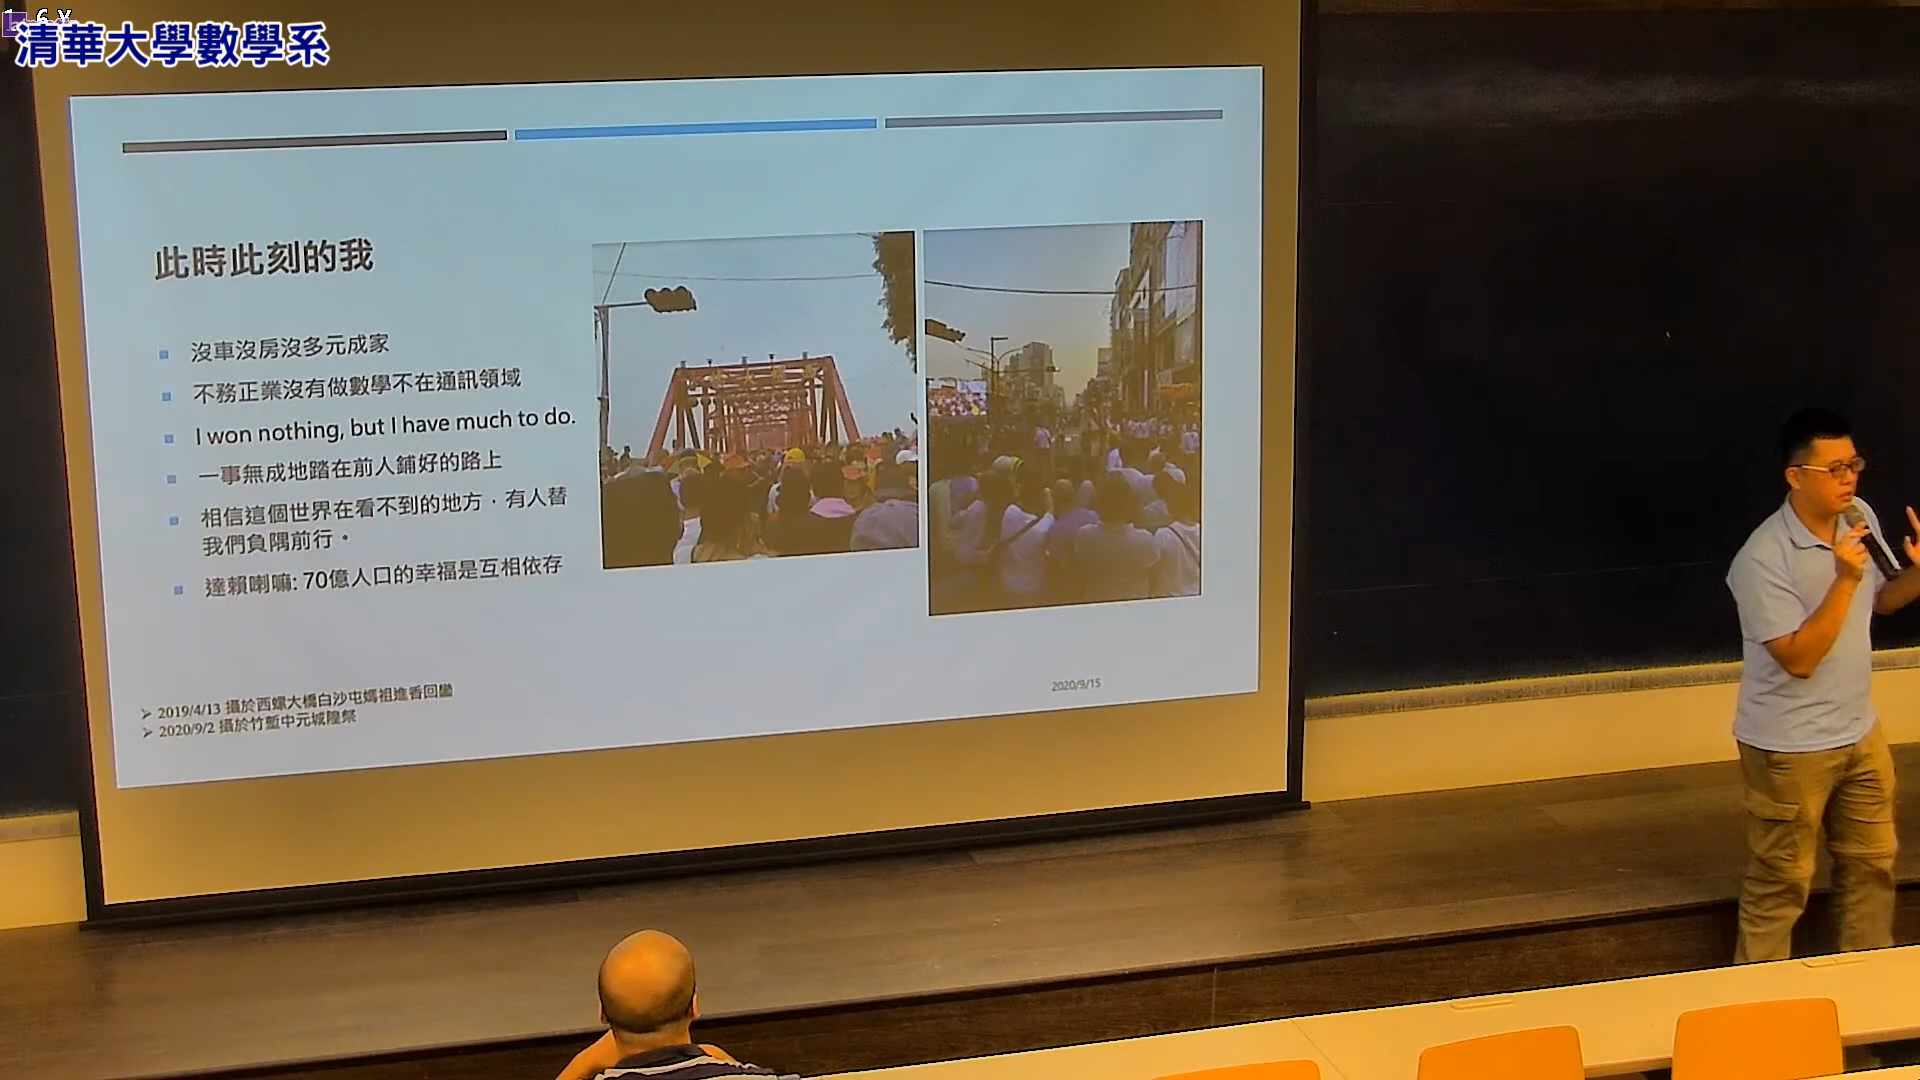 清華大學數學系
此時此刻的我
沒車沒房沒多元成家
不務正業沒有做數學不在通訊領域
I won nothing, but I have much to do.
一事無成地踏在前人鋪好的路上
相信這個世界在看不到的地方，有人替
我們負隅前行。
達賴喇嘛: 70億人口的幸福是互相依存
➢ 2019/4/13 攝於西螺大橋白沙屯媽祖進香回鑾
➢ 2020/9/2 攝於竹塹中元城隍祭
2020/9/15